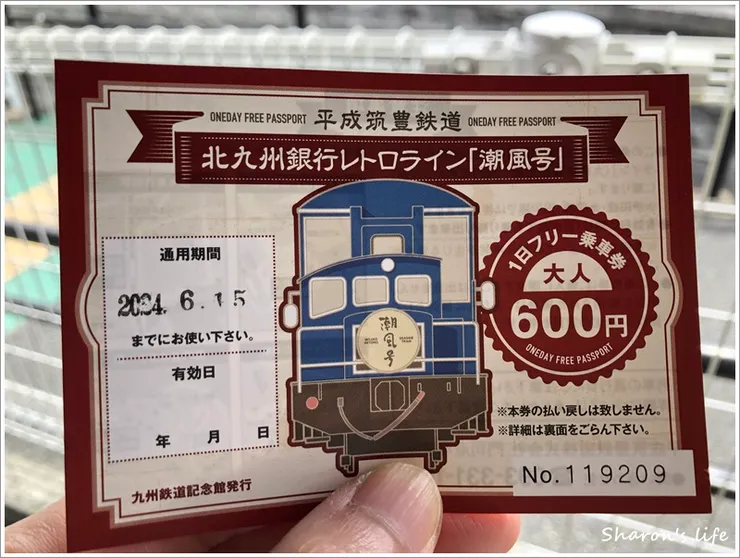 ONEDAY FREE PASSPORT 平成筑豊鉄道 ONEDAY FREE PASSPORT
北九州銀行レトロライン「潮風号」
通用期間
2024. 6.15
までにお使い下さい。
有効日
年 月 日
九州鉄道記念館発行
潮風号
1日フリー乗車券
大人
600円
ONEDAY FREE PASSPORT
※本券の払い戻しは致しません。
※詳細は裏面をごらん下さい。
No.119209
Sharon's life